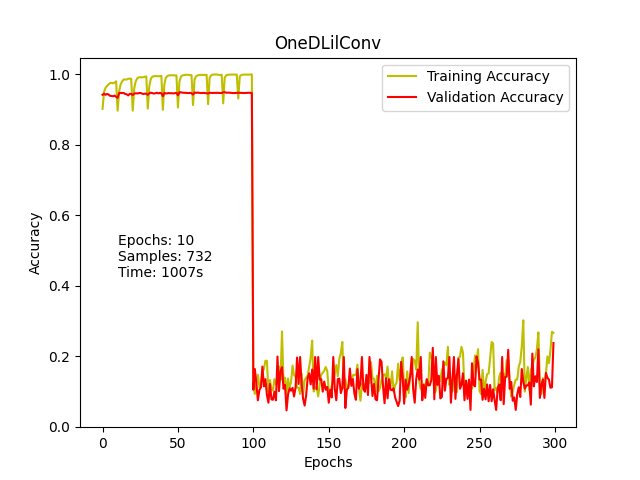 OneDLilConv
1.0
0.8
0.6
0.4
0.2
0.0
Accuracy
Training Accuracy
Validation Accuracy
Epochs: 10
Samples: 732
Time: 1007s
0
50
100
150
200
250
300
Epochs